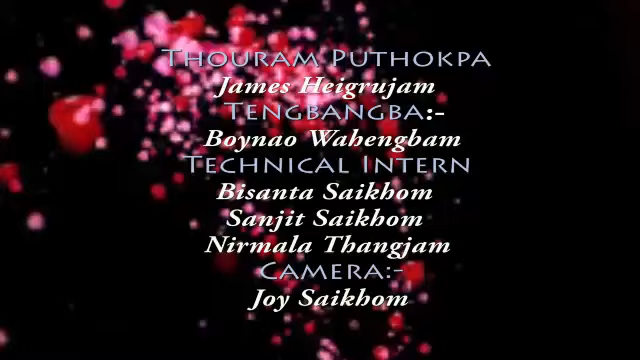 Thouram Puthokpa
James Heigrujam
Tengbangba:-
Boynao Wahengbam
Technical Intern
Bisanta Saikhom
Sanjit Saikhom
Nirmala Thangjam
Camera:-
Joy Saikhom